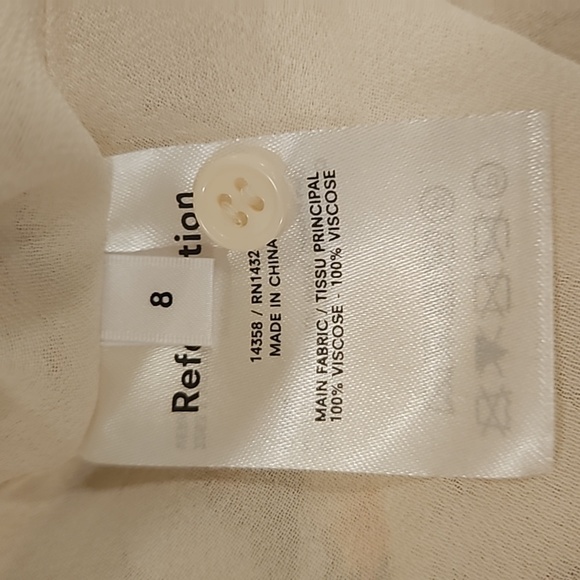 Ref tion
8
14358 / RN1432
MADE IN CHINA
MAIN FABRIC / TISSU PRINCIPAL
100% VISCOSE - 100% VISCOSE